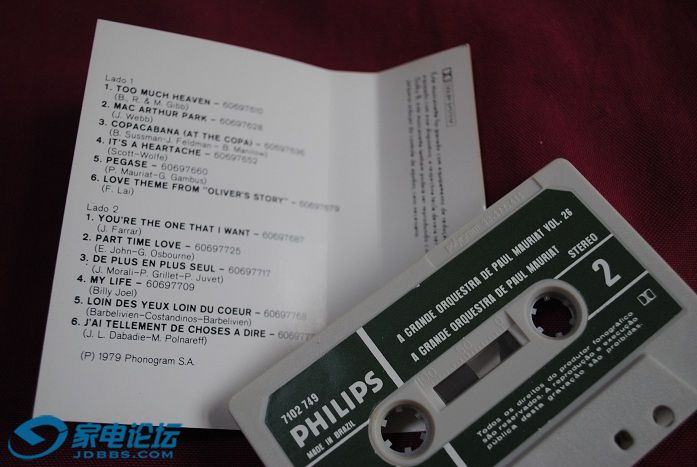 Lado 1
1. TOO MUCH HEAVEN - 60697610
(B., R. & M. Gibb)
2. MAC ARTHUR PARK - 60697628
(J. Webb)
3. COPACABANA (AT THE COPA) - 60697636
(B. Sussman-J. Feldman - B. Manilow)
4. IT'S A HEARTACHE - 60697652
(Scott-Wolfe)
5. PEGASE - 60697660
(P. Mauriat-G. Gambus)
6. LOVE THEME FROM "OLIVER'S STORY" - 60697679
(F. Lai)
Lado 2
1. YOU'RE THE ONE THAT I WANT - 60697687
(J. Farrar)
2. PART TIME LOVE - 60697725
(E. John-G. Osbourne)
3. DE PLUS EN PLUS SEUL - 60697717
(J. Morali-P. Grillet-P. Juvet)
4. MY LIFE - 60697709
(Billy Joel)
5. LOIN DES YEUX LOIN DU COEUR - 60697768
(Barbelivien-Costandinos-Barbelivien)
6. J'AI TELLEMENT DE CHOSES A DIRE - 6069777
(J. L. Dabadie-M. Polnareff)
(P) 1979 Phonogram S.A.
A GRANDE ORQUESTRA DE PAUL MAURIAT VOL. 26
A GRANDE ORQUESTRA DE PAUL MAURIAT
STEREO
2
7102 749
PHILIPS
MADE IN BRAZIL
Todos os direitos do produtor fonográfico
são reservados. A reprodução e execução
pública desta gravação são proibidas.
家电论坛
JDBBS.COM